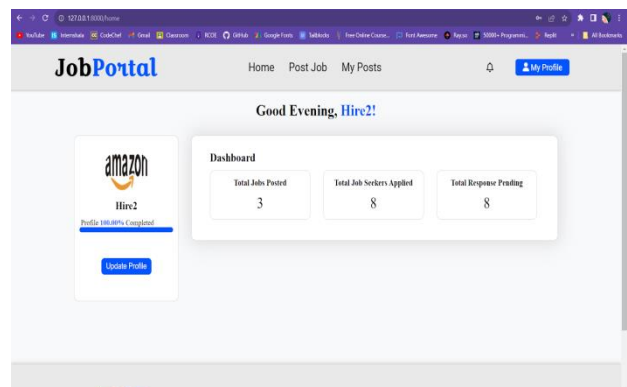 127.0.0.1:8000/home
YouTube Internshala CodeChef Gmail Classroom RCOE GitHub Google Fonts Tailblocks Free Online Course... Font Awesome Rayso 50000+ Programmi... Replit » All Bookmarks
JobPortal Home Post Job My Posts My Profile
Good Evening, Hire2!
amazon
Hire2
Profile 100.00% Completed
Update Profile
Dashboard
Total Jobs Posted Total Job Seekers Applied Total Response Pending
3 8 8